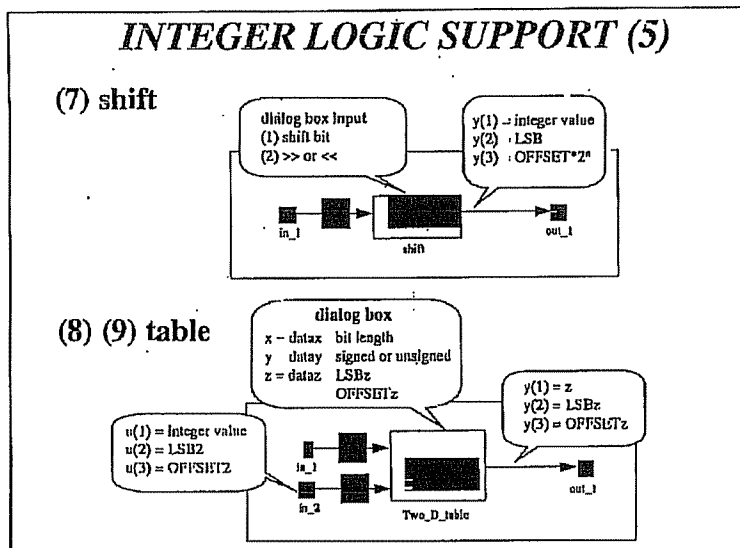 INTEGER LOGIC SUPPORT (5)
(7) shift
dialog box input
(1) shift bit
(2) >> or <<
y(1) = integer value
y(2) : LSB
y(3) : OFFSET*2ⁿ
in_1
shift
out_1
(8) (9) table
dialog box
x = datax bit length
y datay signed or unsigned
z = dataz LSBz
OFFSETz
u(1) = integer value
u(2) = LSB2
u(3) = OFFSET2
y(1) = z
y(2) = LSBz
y(3) = OFFSETz
in_1
in_2
Two_D_table
out_1